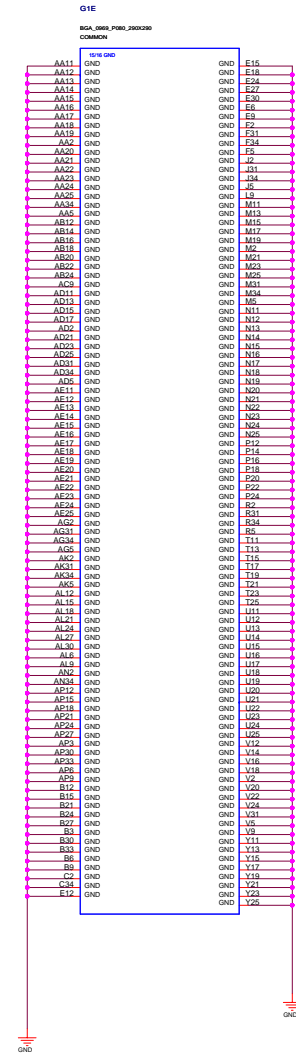 G1E
BGA_0969_P080_290X290
COMMON
15/16 GND
AA11 GND GND E15
AA12 GND GND E18
AA13 GND GND E24
AA14 GND GND E27
AA15 GND GND E30
AA16 GND GND E6
AA17 GND GND E9
AA18 GND GND F2
AA19 GND GND F31
AA2 GND GND F34
AA20 GND GND F5
AA21 GND GND J2
AA22 GND GND J31
AA23 GND GND J34
AA24 GND GND J5
AA25 GND GND L9
AA34 GND GND M11
AA5 GND GND M13
AB12 GND GND M15
AB14 GND GND M17
AB16 GND GND M19
AB18 GND GND M2
AB20 GND GND M21
AB22 GND GND M23
AB24 GND GND M25
AC9 GND GND M31
AD11 GND GND M34
AD13 GND GND M5
AD15 GND GND N11
AD17 GND GND N12
AD2 GND GND N13
AD21 GND GND N14
AD23 GND GND N15
AD25 GND GND N16
AD31 GND GND N17
AD34 GND GND N18
AD5 GND GND N19
AE11 GND GND N20
AE12 GND GND N21
AE13 GND GND N22
AE14 GND GND N23
AE15 GND GND N24
AE16 GND GND N25
AE17 GND GND P12
AE18 GND GND P14
AE19 GND GND P16
AE20 GND GND P18
AE21 GND GND P20
AE22 GND GND P22
AE23 GND GND P24
AE24 GND GND R2
AE25 GND GND R31
AG2 GND GND R34
AG31 GND GND R5
AG34 GND GND T11
AG5 GND GND T13
AK2 GND GND T15
AK31 GND GND T17
AK34 GND GND T19
AK5 GND GND T21
AL12 GND GND T23
AL15 GND GND T25
AL18 GND GND U11
AL21 GND GND U12
AL24 GND GND U13
AL27 GND GND U14
AL30 GND GND U15
AL6 GND GND U16
AL9 GND GND U17
AN2 GND GND U18
AN34 GND GND U19
AP12 GND GND U20
AP15 GND GND U21
AP18 GND GND U22
AP21 GND GND U23
AP24 GND GND U24
AP27 GND GND U25
AP3 GND GND V12
AP30 GND GND V14
AP33 GND GND V16
AP6 GND GND V18
AP9 GND GND V2
B12 GND GND V20
B15 GND GND V22
B21 GND GND V24
B24 GND GND V31
B27 GND GND V5
B3 GND GND V9
B30 GND GND Y11
B33 GND GND Y13
B6 GND GND Y15
B9 GND GND Y17
C2 GND GND Y19
C34 GND GND Y21
E12 GND GND Y23
GND Y25
GND
GND